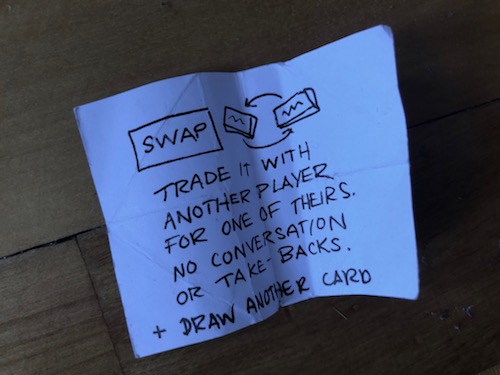 SWAP
TRADE IT WITH
ANOTHER PLAYER
FOR ONE OF THEIRS.
NO CONVERSATION
OR TAKE-BACKS.
+ DRAW ANOTHER CARD